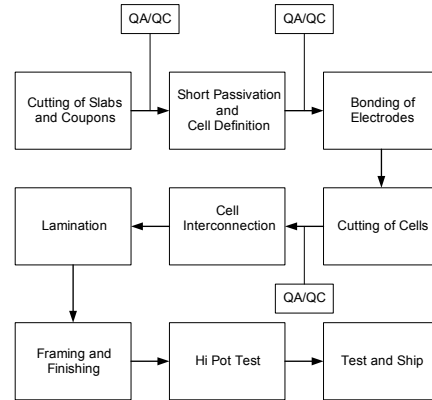 QA/QC
QA/QC
Cutting of Slabs
and Coupons
Short Passivation
and
Cell Definition
Bonding of
Electrodes
Lamination
Cell
Interconnection
Cutting of Cells
QA/QC
Framing and
Finishing
Hi Pot Test
Test and Ship